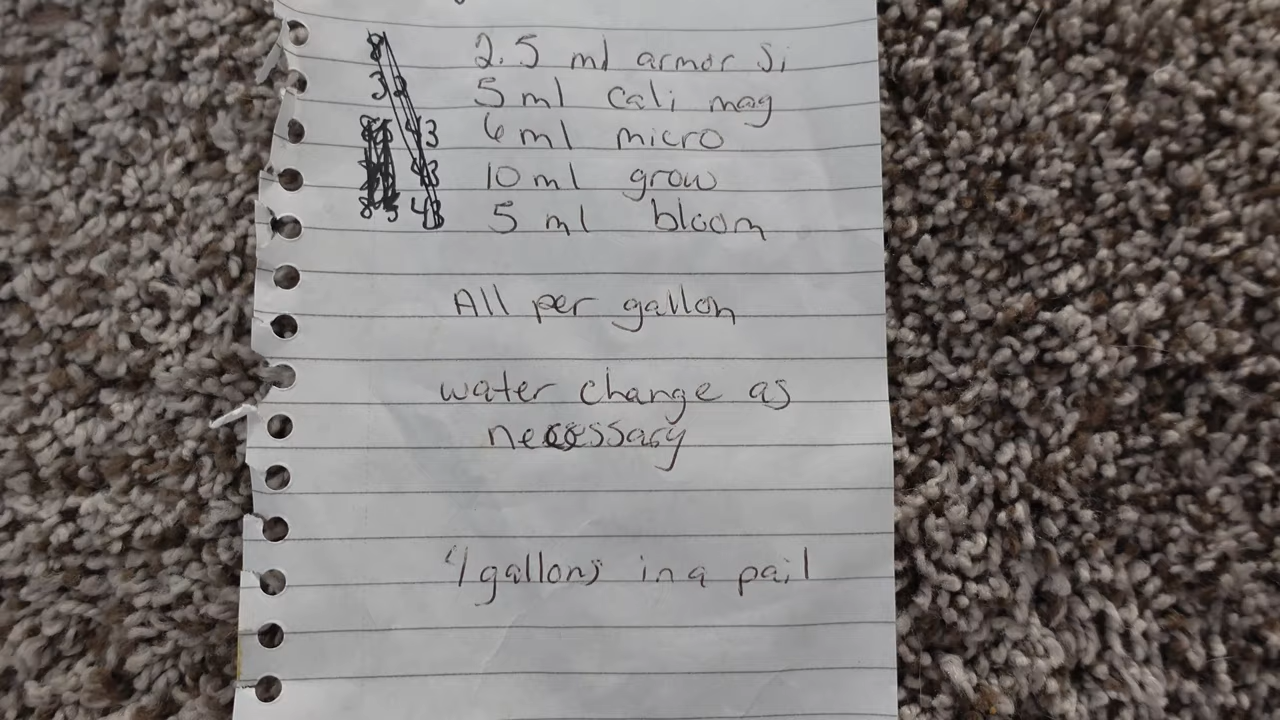 2.5 ml armor Si
5 ml cali mag
6 ml micro
10 ml grow
5 ml bloom
All per gallon
water change as
necessary
4 gallons in a pail